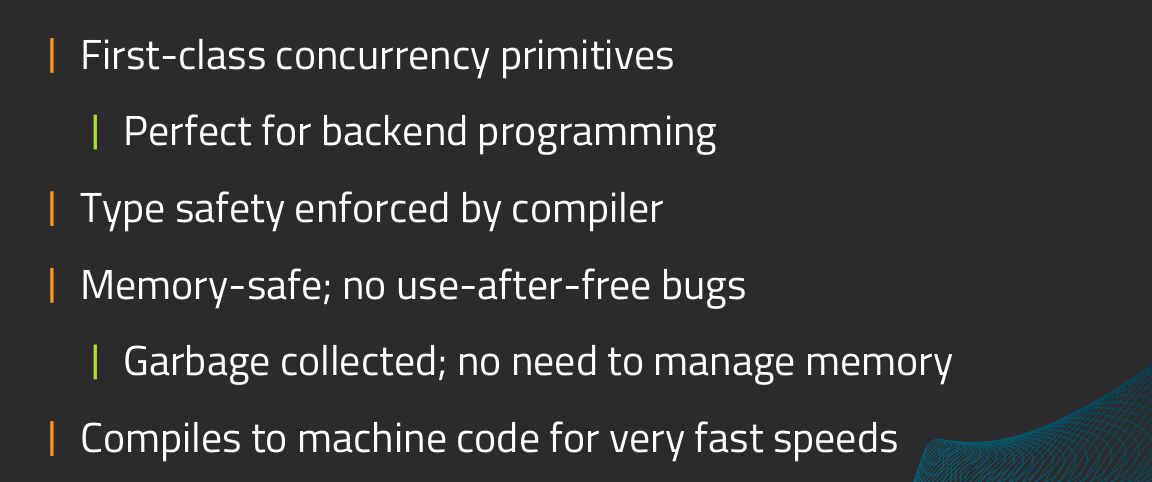 First-class concurrency primitives
Perfect for backend programming
Type safety enforced by compiler
Memory-safe; no use-after-free bugs
Garbage collected; no need to manage memory
Compiles to machine code for very fast speeds